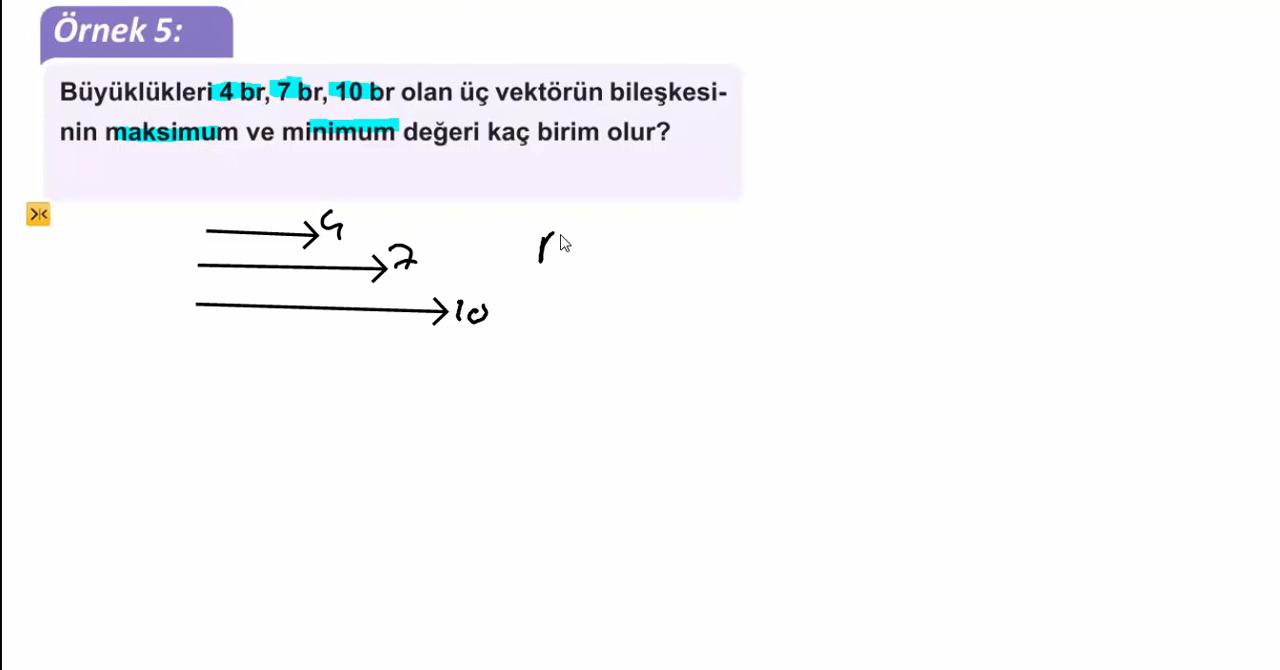 Örnek 5:
Büyüklükleri 4 br, 7 br, 10 br olan üç vektörün bileşkesi-
nin maksimum ve minimum değeri kaç birim olur?
4
7
10